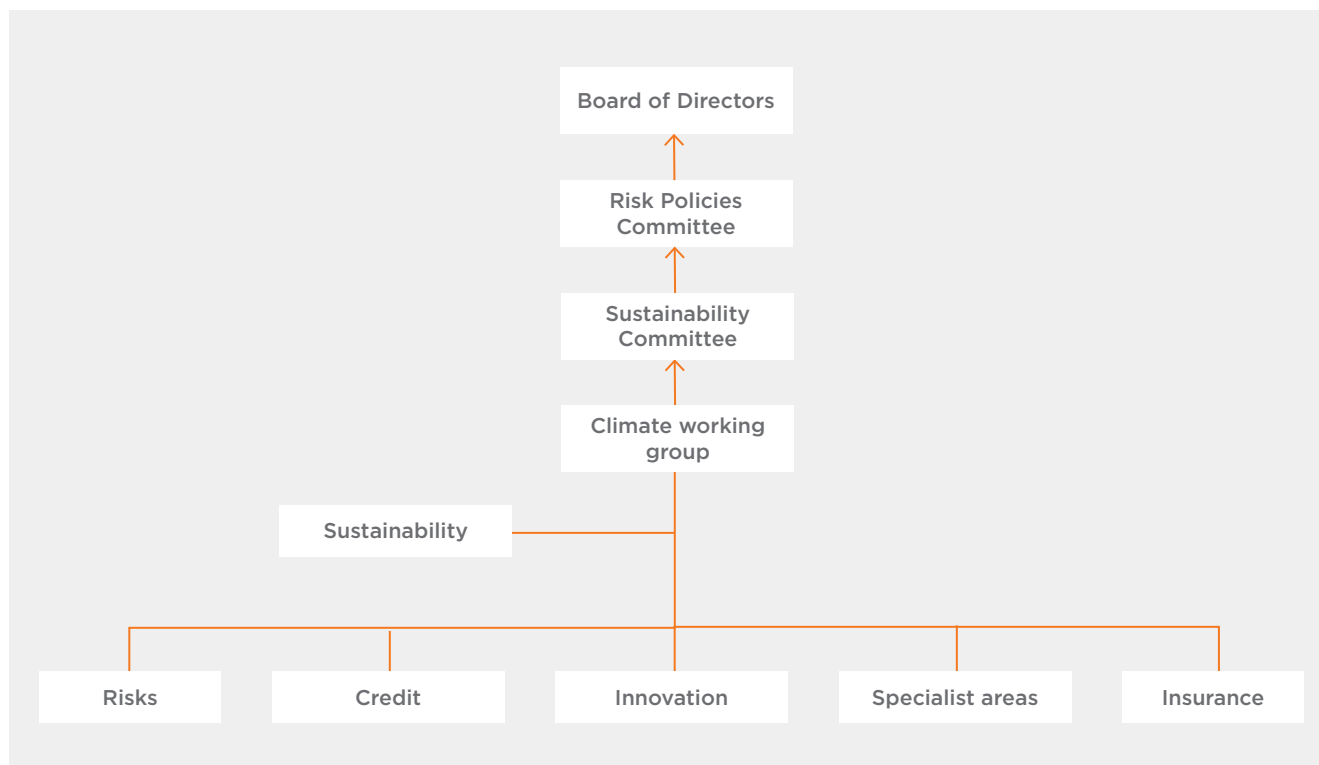 Board of Directors
Risk Policies
Committee
Sustainability
Committee
Climate working
group
Sustainability
Risks
Credit
Innovation
Specialist areas
Insurance